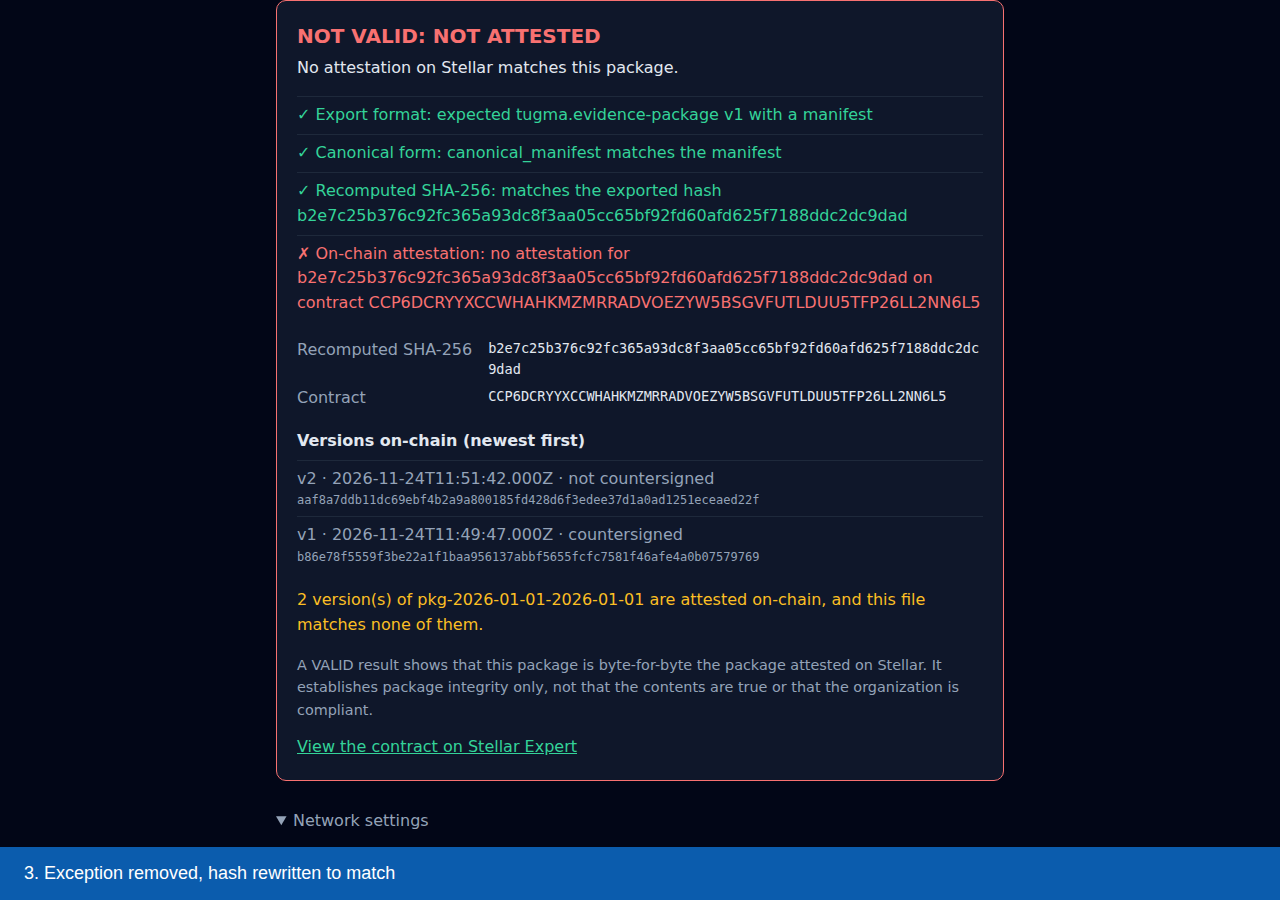 NOT VALID: NOT ATTESTED
No attestation on Stellar matches this package.
✓ Export format: expected tugma.evidence-package v1 with a manifest
✓ Canonical form: canonical_manifest matches the manifest
✓ Recomputed SHA-256: matches the exported hash
b2e7c25b376c92fc365a93dc8f3aa05cc65bf92fd60afd625f7188ddc2dc9dad
✗ On-chain attestation: no attestation for
b2e7c25b376c92fc365a93dc8f3aa05cc65bf92fd60afd625f7188ddc2dc9dad on
contract CCP6DCRYYXCCWHAHKMZMRRADVOEZYW5BSGVFUTLDUU5TFP26LL2NN6L5
Recomputed SHA-256 b2e7c25b376c92fc365a93dc8f3aa05cc65bf92fd60afd625f7188ddc2dc
9dad
Contract CCP6DCRYYXCCWHAHKMZMRRADVOEZYW5BSGVFUTLDUU5TFP26LL2NN6L5
Versions on-chain (newest first)
v2 · 2026-11-24T11:51:42.000Z · not countersigned
aaf8a7ddb11dc69ebf4b2a9a800185fd428d6f3edee37d1a0ad1251eceaed22f
v1 · 2026-11-24T11:49:47.000Z · countersigned
b86e78f5559f3be22a1f1baa956137abbf5655fcfc7581f46afe4a0b07579769
2 version(s) of pkg-2026-01-01-2026-01-01 are attested on-chain, and this file
matches none of them.
A VALID result shows that this package is byte-for-byte the package attested on Stellar. It
establishes package integrity only, not that the contents are true or that the organization is
compliant.
View the contract on Stellar Expert
▼ Network settings
3. Exception removed, hash rewritten to match